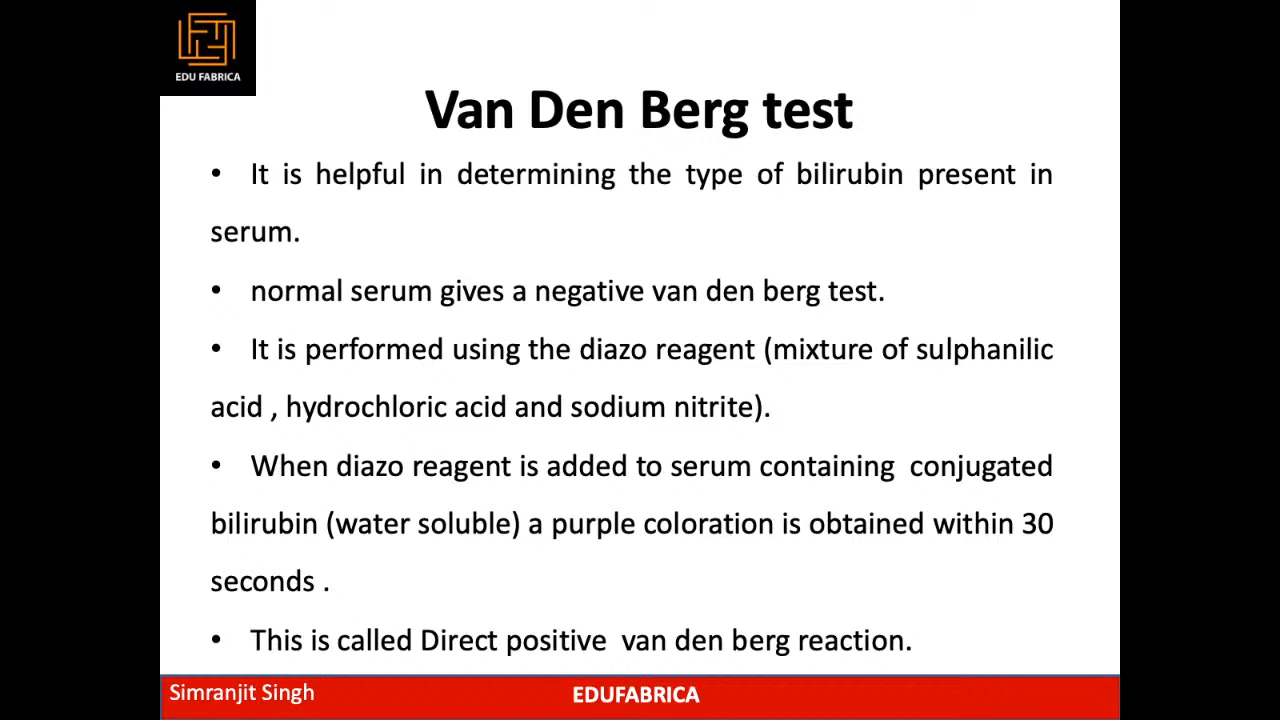 EDU FABRICA
Van Den Berg test
• It is helpful in determining the type of bilirubin present in
serum.
• normal serum gives a negative van den berg test.
• It is performed using the diazo reagent (mixture of sulphanilic
acid , hydrochloric acid and sodium nitrite).
• When diazo reagent is added to serum containing  conjugated
bilirubin (water soluble) a purple coloration is obtained within 30
seconds .
• This is called Direct positive  van den berg reaction.
Simranjit Singh
EDUFABRICA